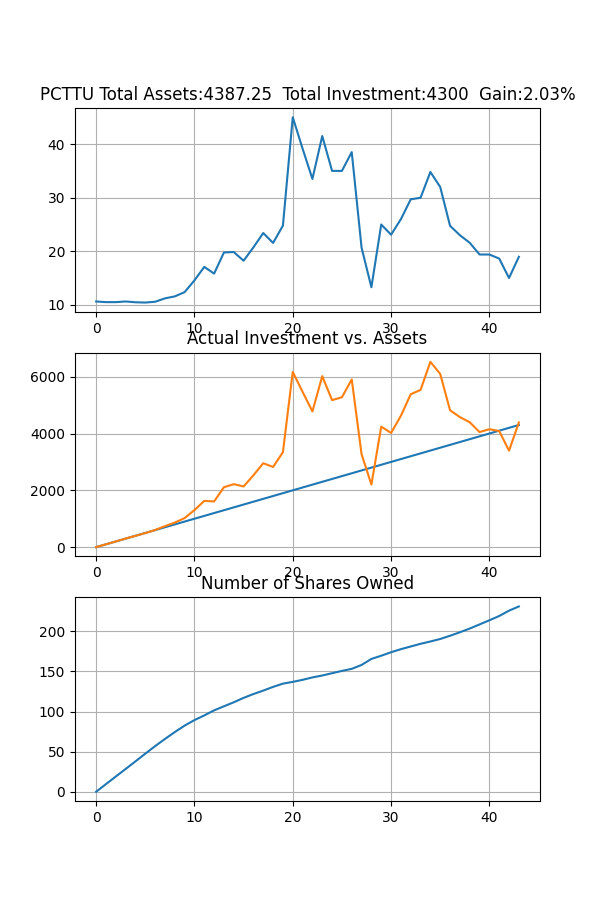 PCTTU Total Assets:4387.25  Total Investment:4300  Gain:2.03%
40
30
20
10
0 10 20 30 40
Actual Investment vs. Assets
6000
4000
2000
0
0 10 20 30 40
Number of Shares Owned
200
150
100
50
0
0 10 20 30 40